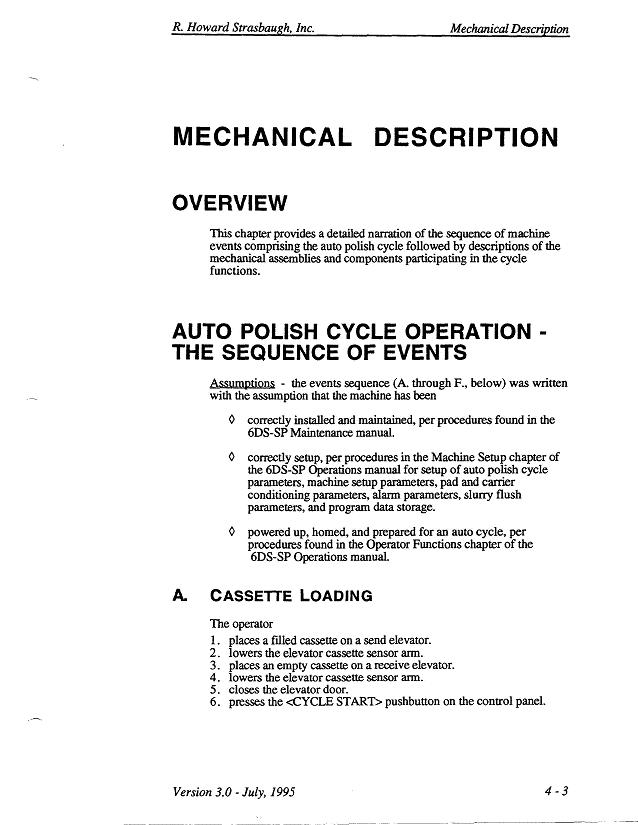 R. Howard Strasbaugh, Inc. Mechanical Description
MECHANICAL DESCRIPTION
OVERVIEW
This chapter provides a detailed narration of the sequence of machine
events comprising the auto polish cycle followed by descriptions of the
mechanical assemblies and components participating in the cycle
functions.
AUTO POLISH CYCLE OPERATION -
THE SEQUENCE OF EVENTS
Assumptions - the events sequence (A. through F., below) was written
with the assumption that the machine has been
◊ correctly installed and maintained, per procedures found in the
6DS-SP Maintenance manual.
◊ correctly setup, per procedures in the Machine Setup chapter of
the 6DS-SP Operations manual for setup of auto polish cycle
parameters, machine setup parameters, pad and carrier
conditioning parameters, alarm parameters, slurry flush
parameters, and program data storage.
◊ powered up, homed, and prepared for an auto cycle, per
procedures found in the Operator Functions chapter of the
6DS-SP Operations manual.
A. CASSETTE LOADING
The operator
1. places a filled cassette on a send elevator.
2. lowers the elevator cassette sensor arm.
3. places an empty cassette on a receive elevator.
4. lowers the elevator cassette sensor arm.
5. closes the elevator door.
6. presses the <CYCLE START> pushbutton on the control panel.
Version 3.0 - July, 1995 4 - 3